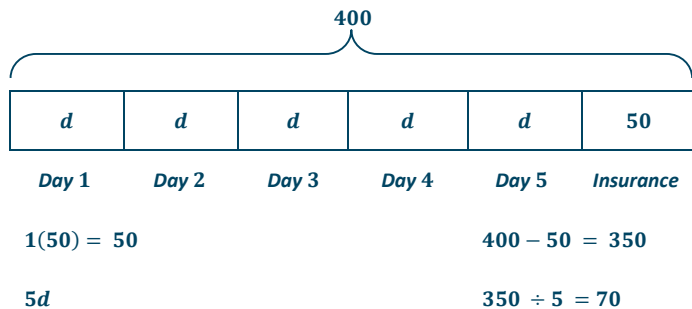 400
d d d d d 50
Day 1 Day 2 Day 3 Day 4 Day 5 Insurance
1(50) = 50 400 − 50 = 350
5d 350 ÷ 5 = 70